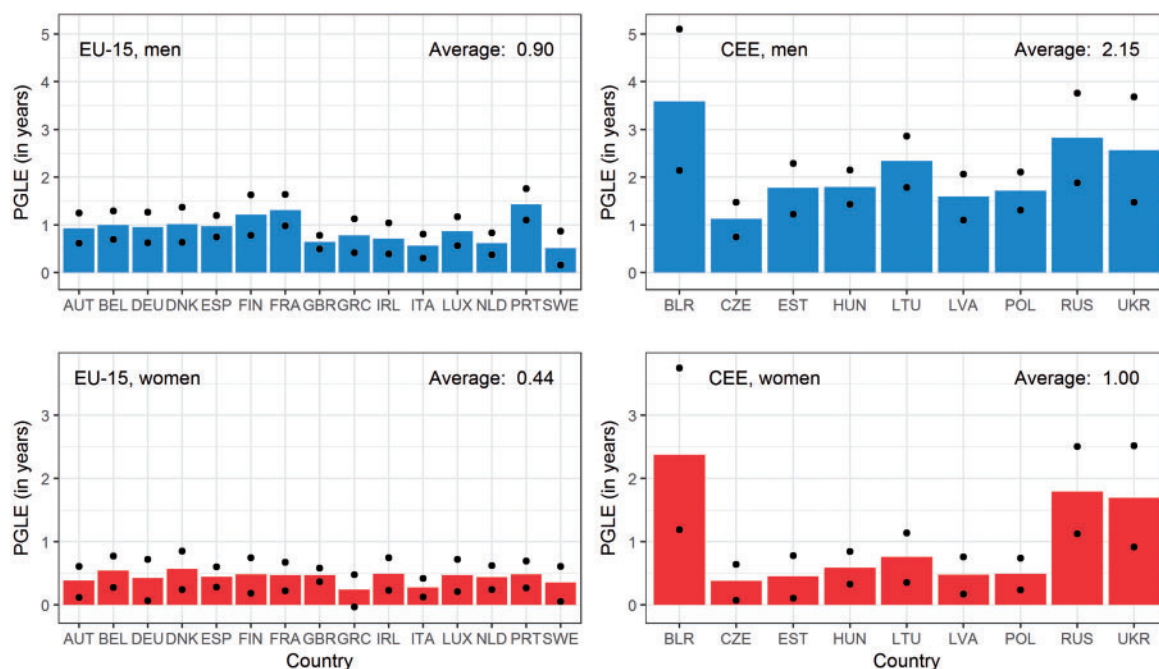 EU-15, men Average: 0.90
PGLE (in years)
5
4
3
2
1
0
AUT BEL DEU DNK ESP FIN FRA GBR GRC IRL ITA LUX NLD PRT SWE
CEE, men Average: 2.15
PGLE (in years)
5
4
3
2
1
0
BLR CZE EST HUN LTU LVA POL RUS UKR
EU-15, women Average: 0.44
PGLE (in years)
3
2
1
0
AUT BEL DEU DNK ESP FIN FRA GBR GRC IRL ITA LUX NLD PRT SWE
Country
CEE, women Average: 1.00
PGLE (in years)
3
2
1
0
BLR CZE EST HUN LTU LVA POL RUS UKR
Country